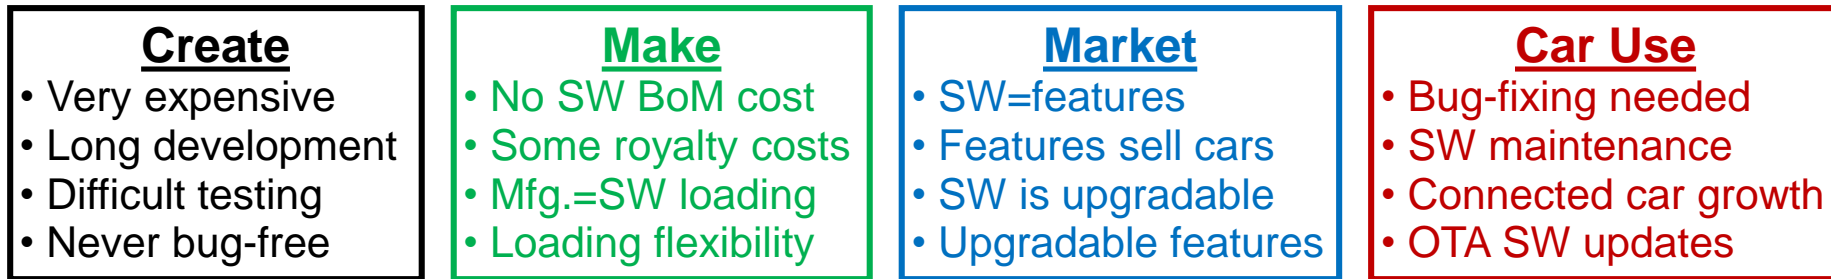 Create
• Very expensive
• Long development
• Difficult testing
• Never bug-free
Make
• No SW BoM cost
• Some royalty costs
• Mfg.=SW loading
• Loading flexibility
Market
• SW=features
• Features sell cars
• SW is upgradable
• Upgradable features
Car Use
• Bug-fixing needed
• SW maintenance
• Connected car growth
• OTA SW updates